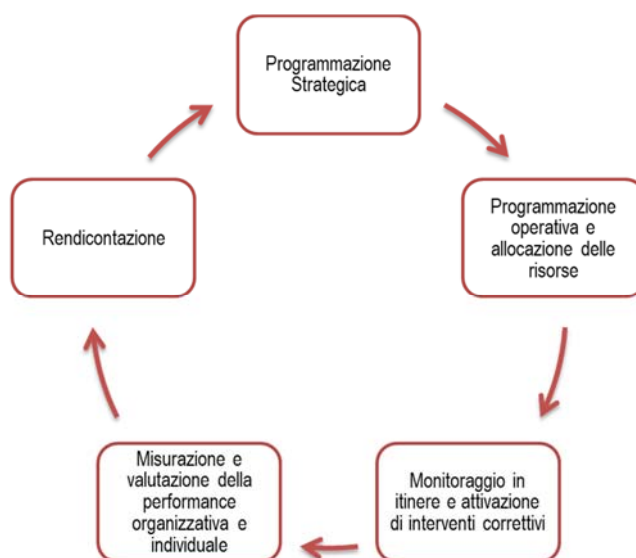 Programmazione
Strategica
Programmazione
operativa e
allocazione delle
risorse
Monitoraggio in
itinere e attivazione
di interventi correttivi
Misurazione e
valutazione della
performance
organizzativa e
individuale
Rendicontazione